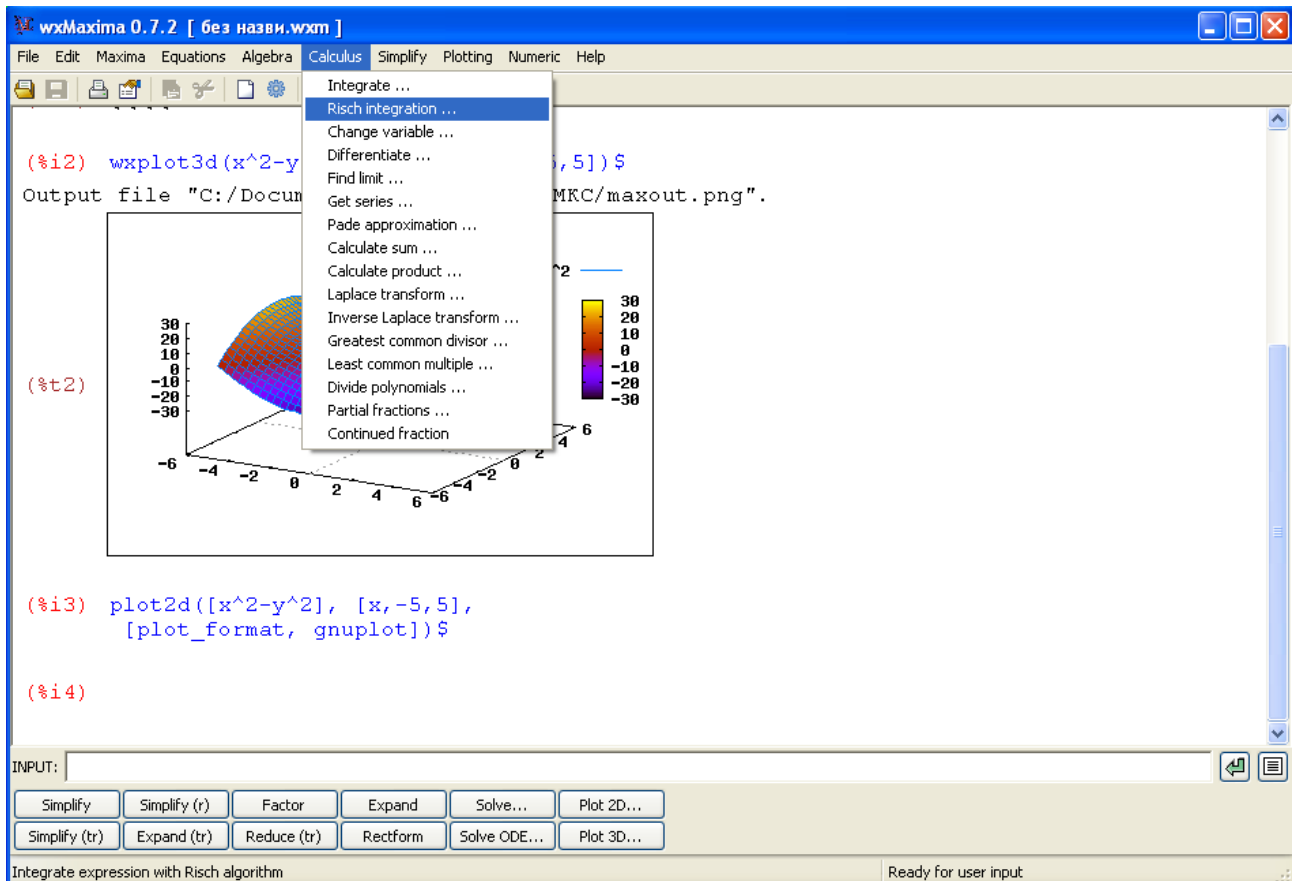 wxMaxima 0.7.2 [ без назви.wxm ]
File Edit Maxima Equations Algebra Calculus Simplify Plotting Numeric Help
Integrate ...
Risch integration ...
Change variable ...
Differentiate ...
Find limit ...
Get series ...
Pade approximation ...
Calculate sum ...
Calculate product ...
Laplace transform ...
Inverse Laplace transform ...
Greatest common divisor ...
Least common multiple ...
Divide polynomials ...
Partial fractions ...
Continued fraction
(%i2) wxplot3d(x^2-y ,5])$
Output file "C:/Docum MKC/maxout.png".
^2
30
20
10
0
-10
-20
-30
(%t2)
30
20
10
0
-10
-20
-30
-6 -4 -2 0 2 4 6
-6 -4 -2 0 2 4 6
(%i3) plot2d([x^2-y^2], [x,-5,5],
[plot_format, gnuplot])$
(%i4)
INPUT:
Simplify Simplify (r) Factor Expand Solve... Plot 2D...
Simplify (tr) Expand (tr) Reduce (tr) Rectform Solve ODE... Plot 3D...
Integrate expression with Risch algorithm Ready for user input